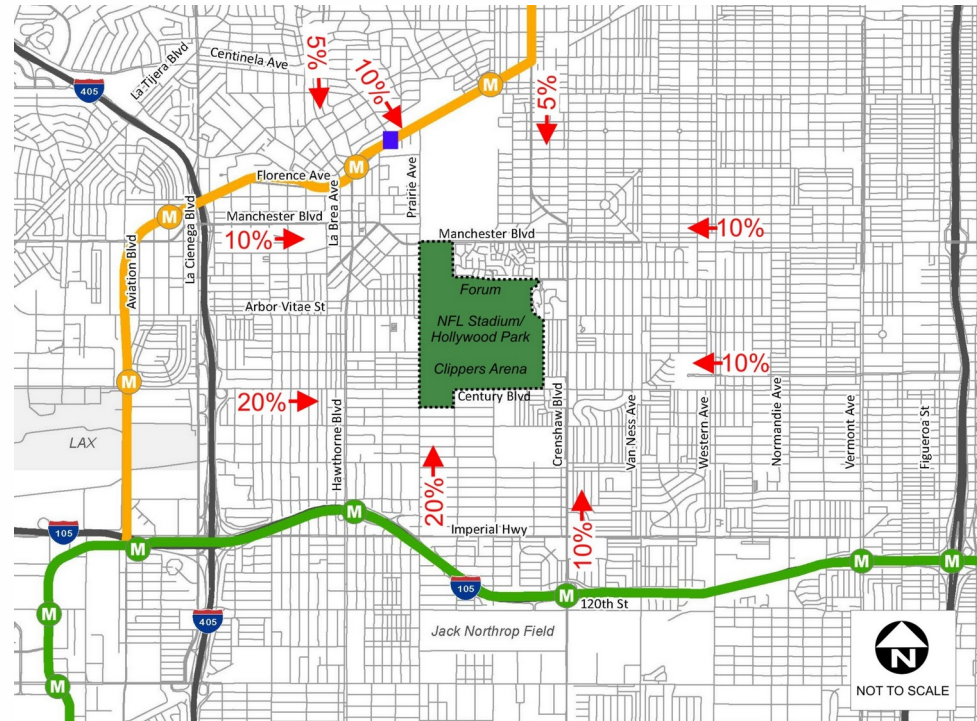 La Tijera Blvd
Centinela Ave
5%
10%
5%
405
M
M
Florence Ave
La Brea Ave
Prairie Ave
M
La Cienega Blvd
Manchester Blvd
10%
10%
Manchester Blvd
Aviation Blvd
Arbor Vitae St
Forum
NFL Stadium/
Hollywood Park
Clippers Arena
10%
M
20%
Century Blvd
Hawthorne Blvd
Crenshaw Blvd
Van Ness Ave
Western Ave
Normandie Ave
Vermont Ave
Figueroa St
LAX
20%
10%
M
Imperial Hwy
105
M
105
M
M
M
120th St
M
405
Jack Northrop Field
M
N
NOT TO SCALE